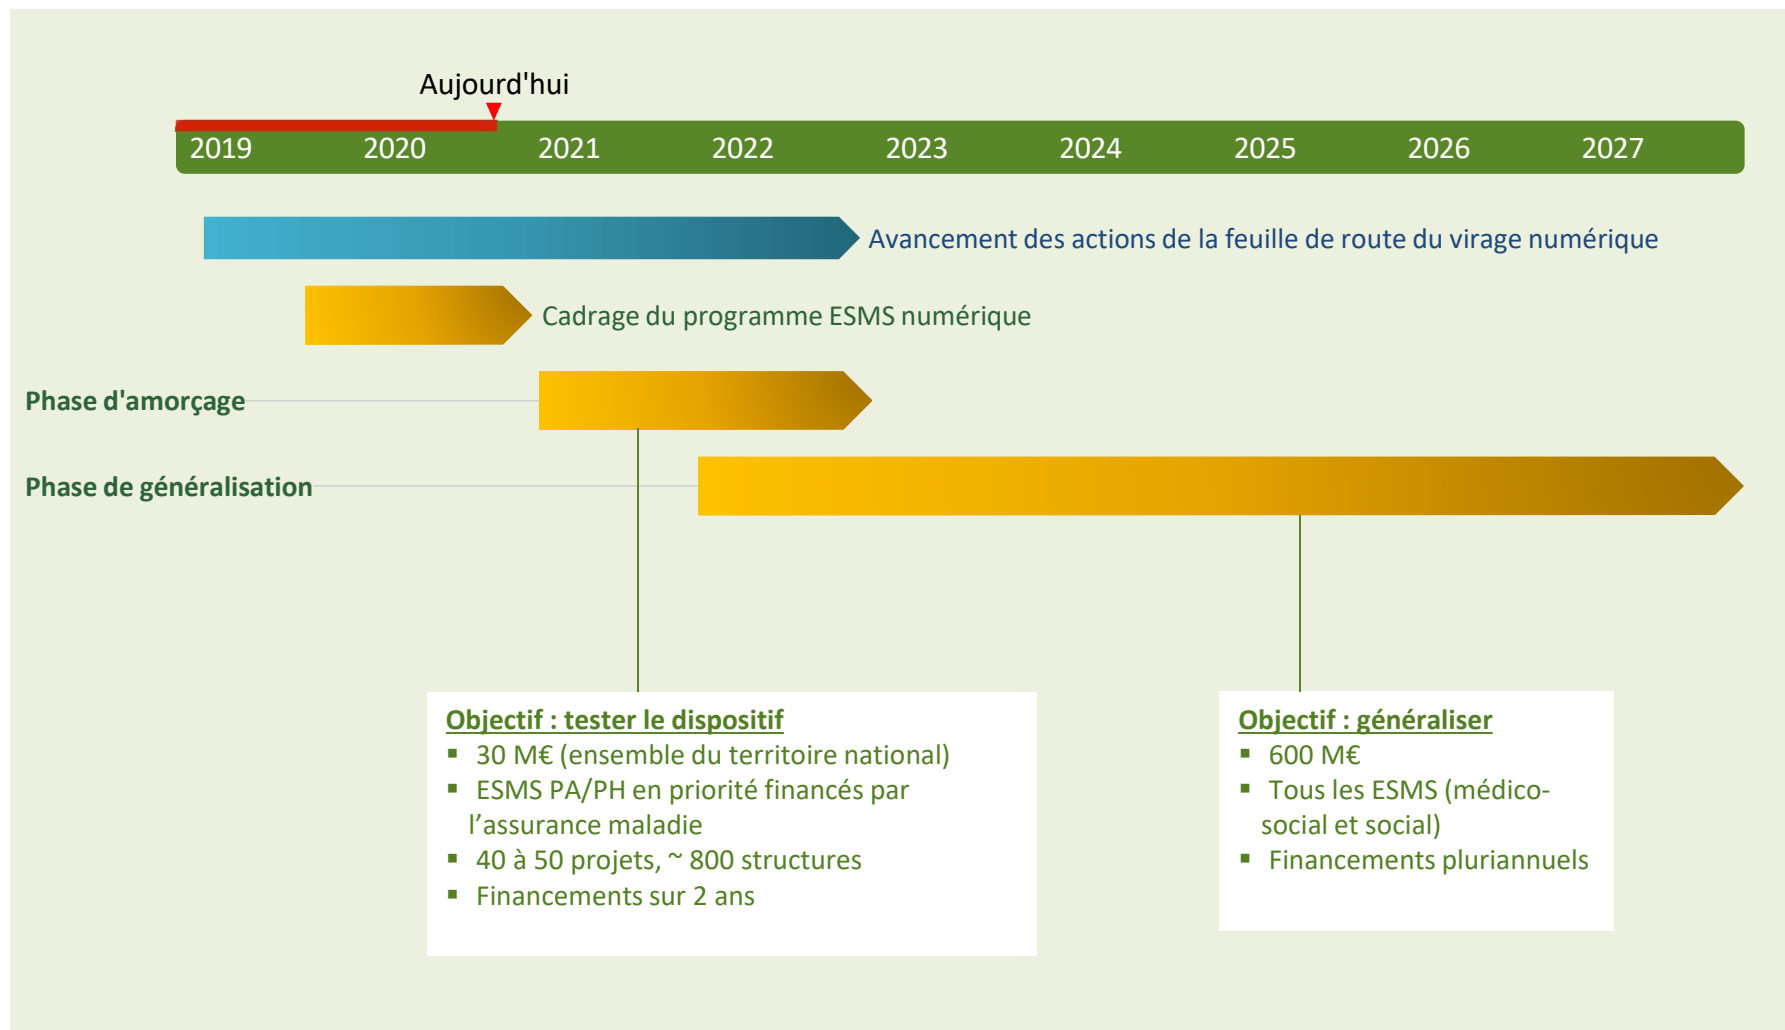 Aujourd'hui
2019 2020 2021 2022 2023 2024 2025 2026 2027
Avancement des actions de la feuille de route du virage numérique
Cadrage du programme ESMS numérique
Phase d'amorçage
Phase de généralisation
Objectif : tester le dispositif
▪ 30 M€ (ensemble du territoire national)
▪ ESMS PA/PH en priorité financés par
l’assurance maladie
▪ 40 à 50 projets, ~ 800 structures
▪ Financements sur 2 ans
Objectif : généraliser
▪ 600 M€
▪ Tous les ESMS (médico-
social et social)
▪ Financements pluriannuels